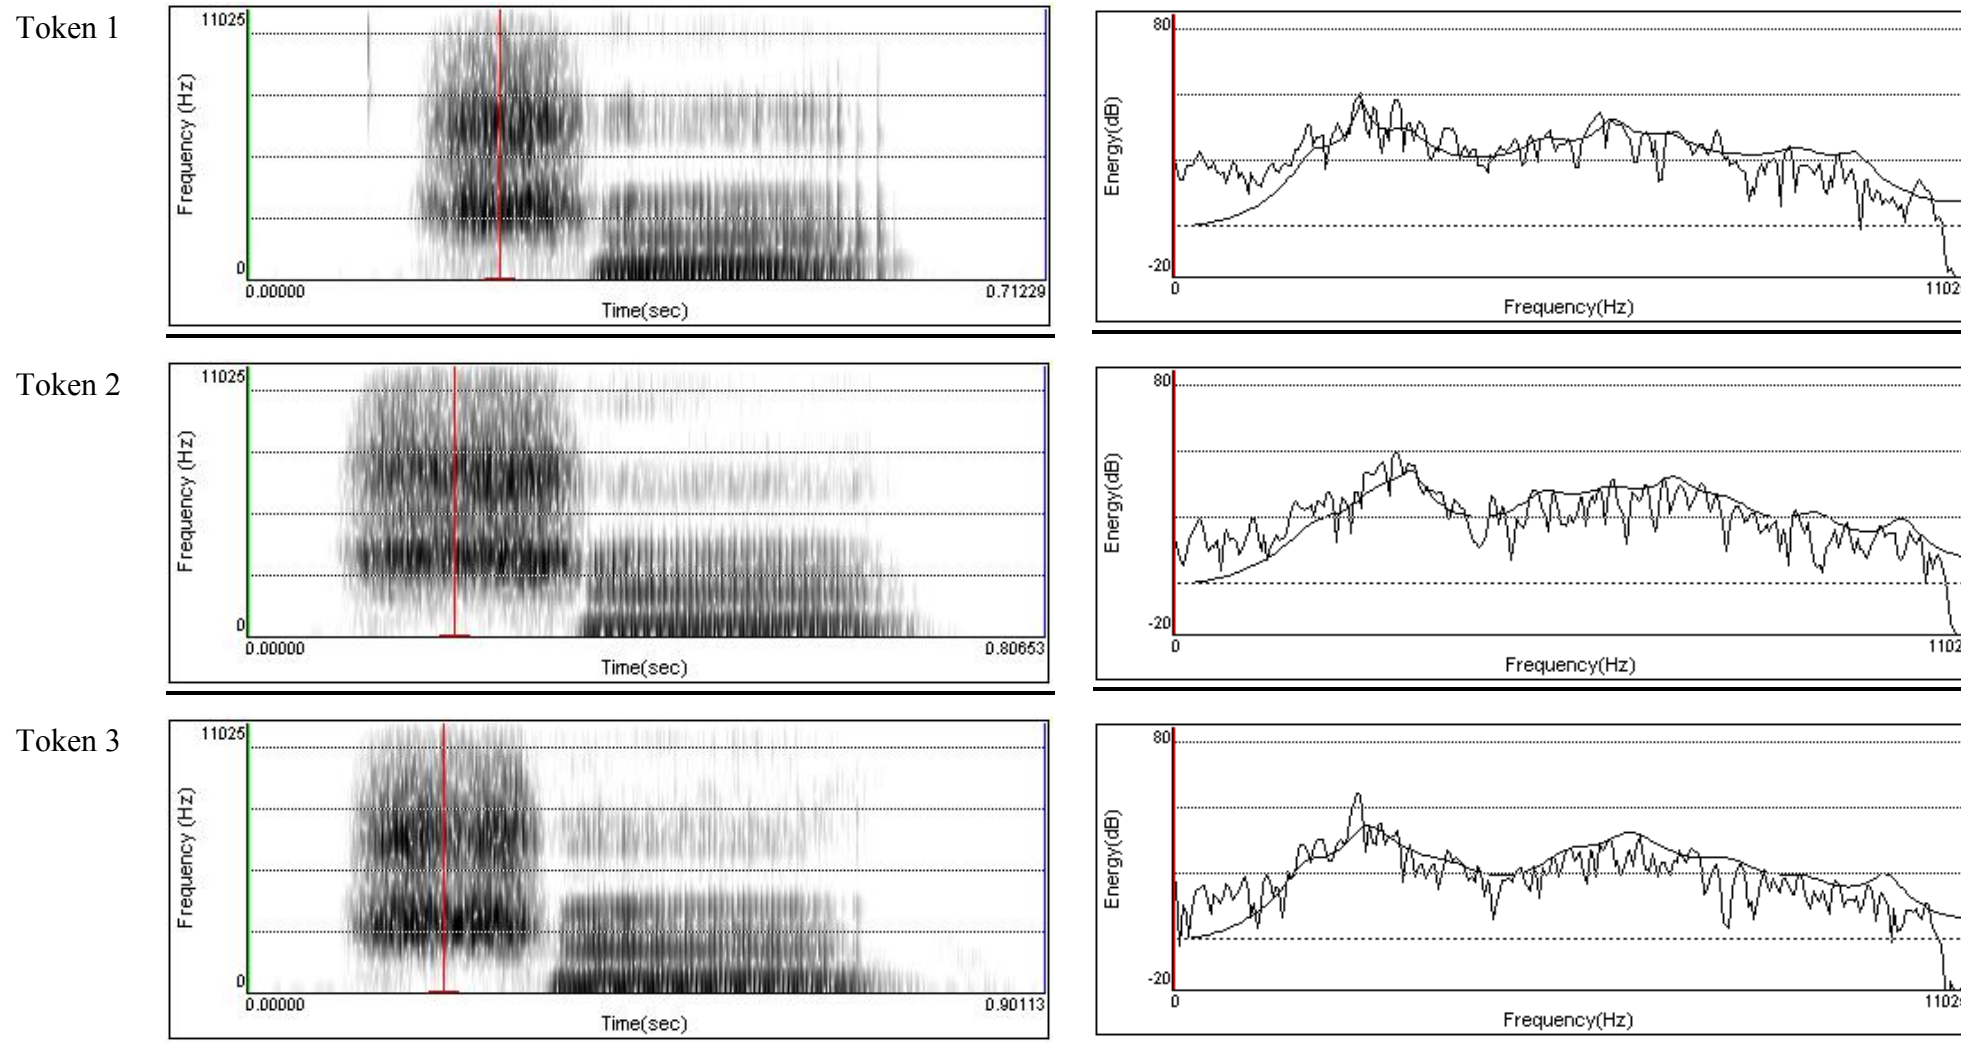 Token 1
11025
Frequency (Hz)
0
0.00000
0.71229
Time(sec)
80
Energy(dB)
-20
0
1102
Frequency(Hz)
Token 2
11025
Frequency (Hz)
0
0.00000
0.80653
Time(sec)
80
Energy(dB)
-20
0
1102
Frequency(Hz)
Token 3
11025
Frequency (Hz)
0
0.00000
0.90113
Time(sec)
80
Energy(dB)
-20
0
1102
Frequency(Hz)